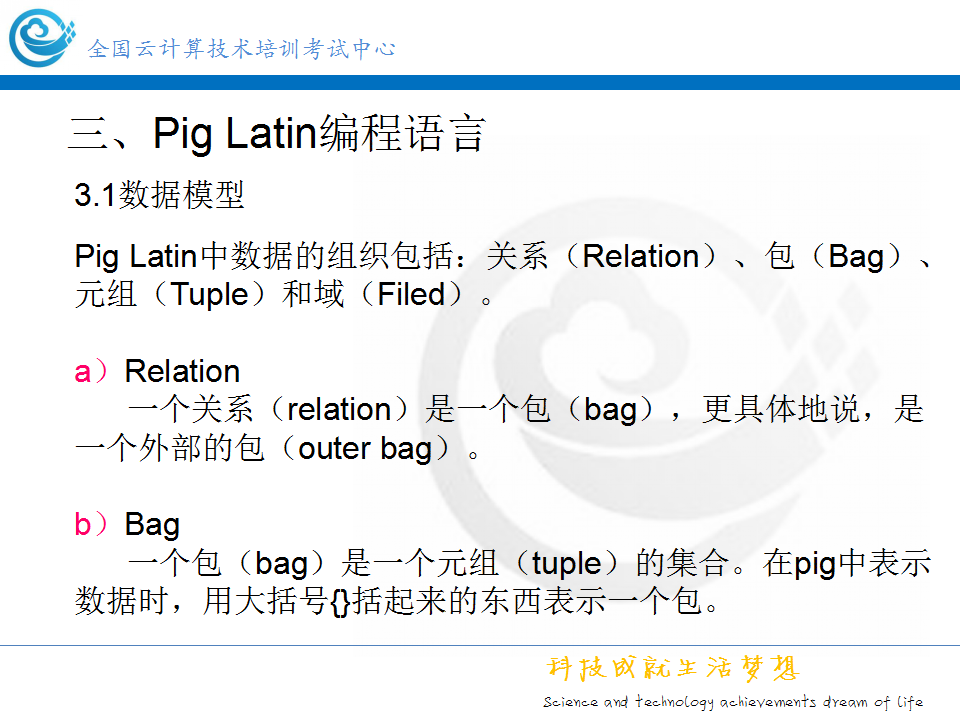 全国云计算技术培训考试中心
三、Pig Latin编程语言
3.1数据模型
Pig Latin中数据的组织包括：关系（Relation）、包（Bag）、
元组（Tuple）和域（Filed）。
a）Relation
一个关系（relation）是一个包（bag），更具体地说，是
一个外部的包（outer bag）。
b）Bag
一个包（bag）是一个元组（tuple）的集合。在pig中表示
数据时，用大括号{}括起来的东西表示一个包。
科技成就生活梦想
Science and technology achievements dream of life